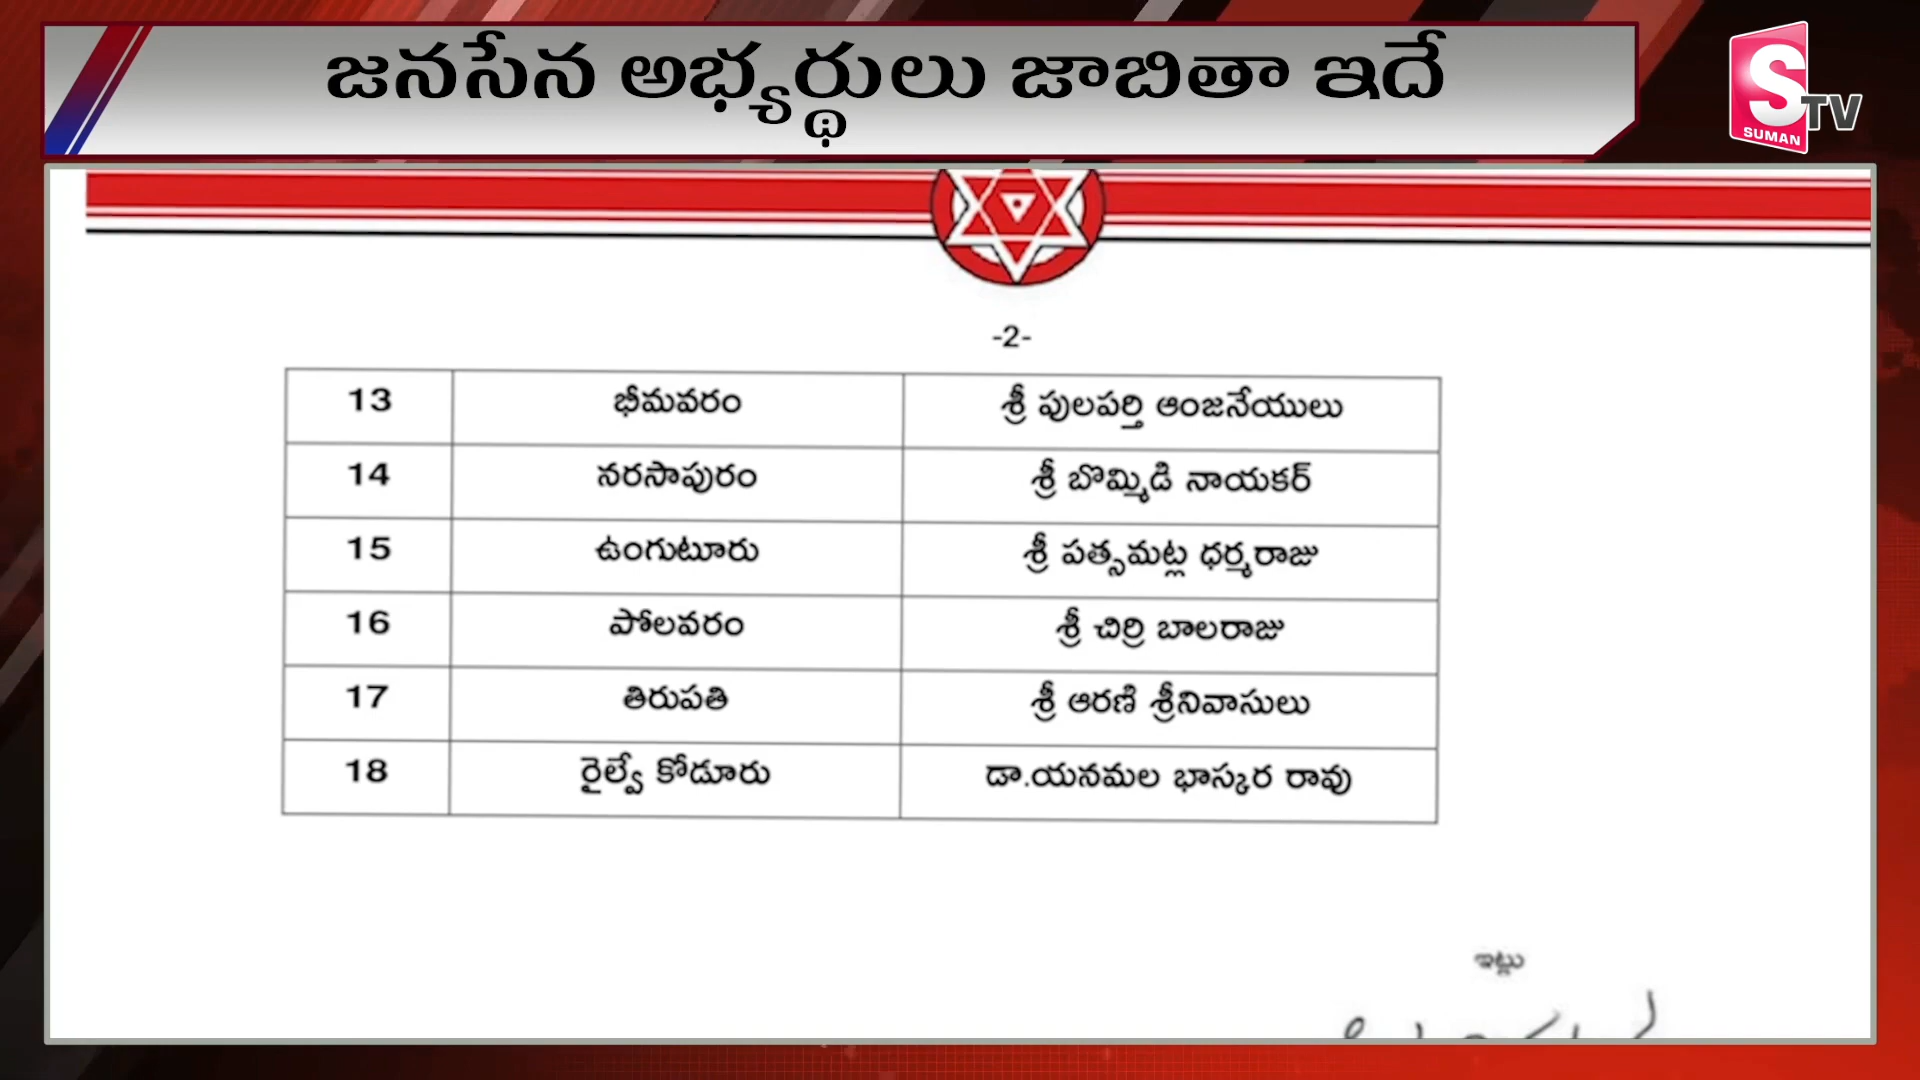 జనసేన అభ్యర్థులు జాబితా ఇదే
S TV
SUMAN
-2-
13 భీమవరం శ్రీ పులపర్తి ఆంజనేయులు
14 నరసాపురం శ్రీ బొమ్మిడి నాయకర్
15 ఉంగుటూరు శ్రీ పత్సమట్ల ధర్మరాజు
16 పోలవరం శ్రీ చిర్రి బాలరాజు
17 తిరుపతి శ్రీ ఆరణి శ్రీనివాసులు
18 రైల్వే కోడూరు డా.యనమల భాస్కర రావు
ఇట్లు